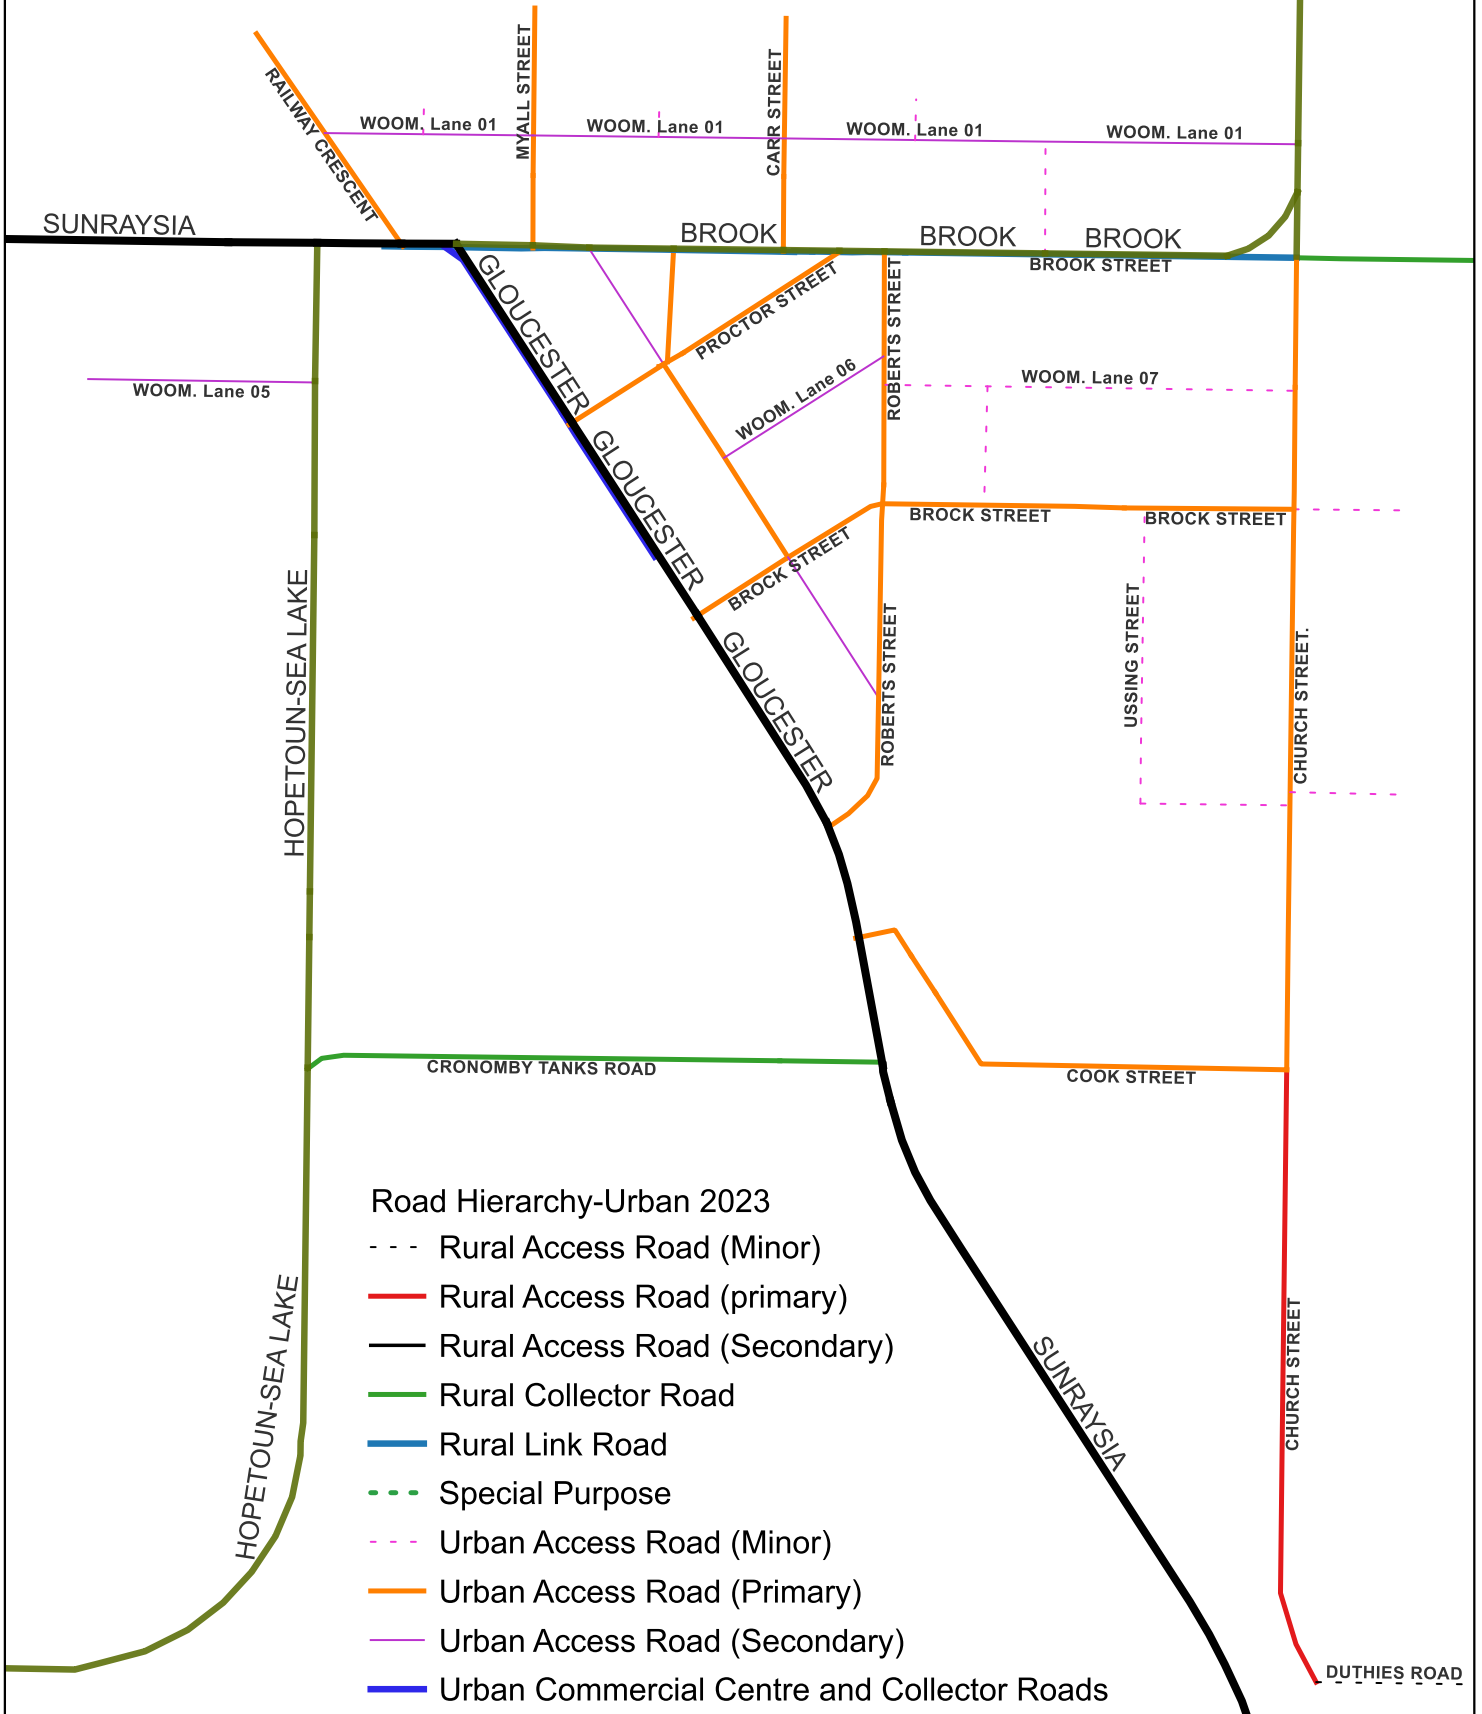 MYALL STREET
CARR STREET
RAILWAY CRESCENT
WOOM. Lane 01
WOOM. Lane 01
WOOM. Lane 01
WOOM. Lane 01
SUNRAYSIA
BROOK
BROOK
BROOK
BROOK STREET
GLOUCESTER
PROCTOR STREET
ROBERTS STREET
WOOM. Lane 05
WOOM. Lane 06
WOOM. Lane 07
GLOUCESTER
BROCK STREET
BROCK STREET
BROCK STREET
HOPETOUN-SEA LAKE
GLOUCESTER
ROBERTS STREET
USSING STREET
CHURCH STREET.
CRONOMBY TANKS ROAD
COOK STREET
HOPETOUN-SEA LAKE
SUNRAYSIA
CHURCH STREET
DUTHIES ROAD
Road Hierarchy-Urban 2023
Rural Access Road (Minor)
Rural Access Road (primary)
Rural Access Road (Secondary)
Rural Collector Road
Rural Link Road
Special Purpose
Urban Access Road (Minor)
Urban Access Road (Primary)
Urban Access Road (Secondary)
Urban Commercial Centre and Collector Roads